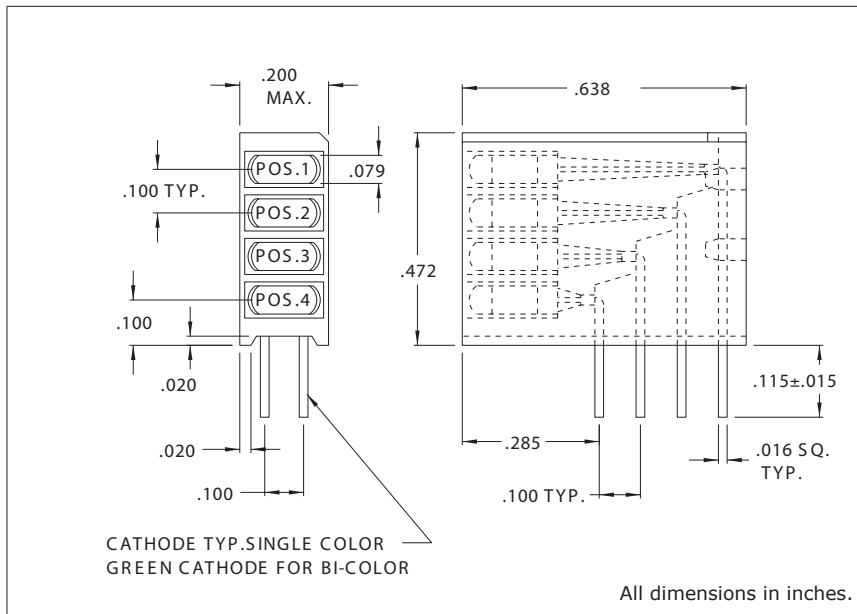 .200
MAX.
.638
POS.1
.079
.100 TYP.
POS.2
POS.3
.472
POS.4
.100
.020
.115±.015
.020
.285
.016 SQ.
TYP.
.100
.100 TYP.
CATHODE TYP.SINGLE COLOR
GREEN CATHODE FOR BI-COLOR
All dimensions in inches.